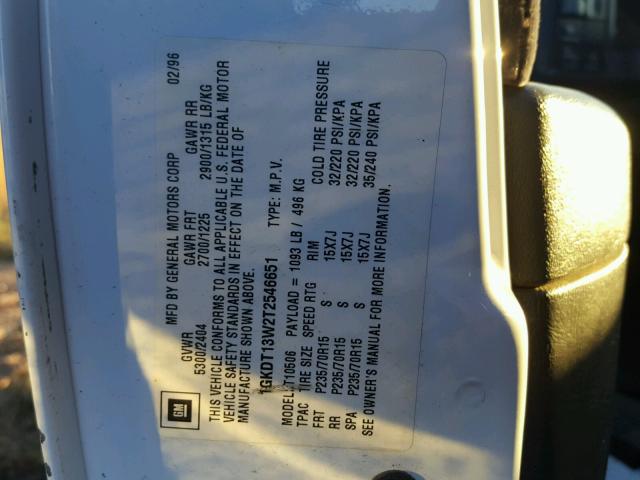 GM
MFD BY GENERAL MOTORS CORP 02/96
GVWR GAWR FRT GAWR RR
5300/2404 2700/1225 2900/1315 LB/KG
THIS VEHICLE CONFORMS TO ALL APPLICABLE U.S. FEDERAL MOTOR
VEHICLE SAFETY STANDARDS IN EFFECT ON THE DATE OF
MANUFACTURE SHOWN ABOVE.
1GKDT13W2T2546651 TYPE: M.P.V.
MODEL: T10506 PAYLOAD = 1093 LB / 496 KG
TPAC TIRE SIZE SPEED RTG RIM COLD TIRE PRESSURE
FRT P235/70R15 S 15X7J 32/220 PSI/KPA
RR P235/70R15 S 15X7J 32/220 PSI/KPA
SPA P235/70R15 S 15X7J 35/240 PSI/KPA
SEE OWNER'S MANUAL FOR MORE INFORMATION.